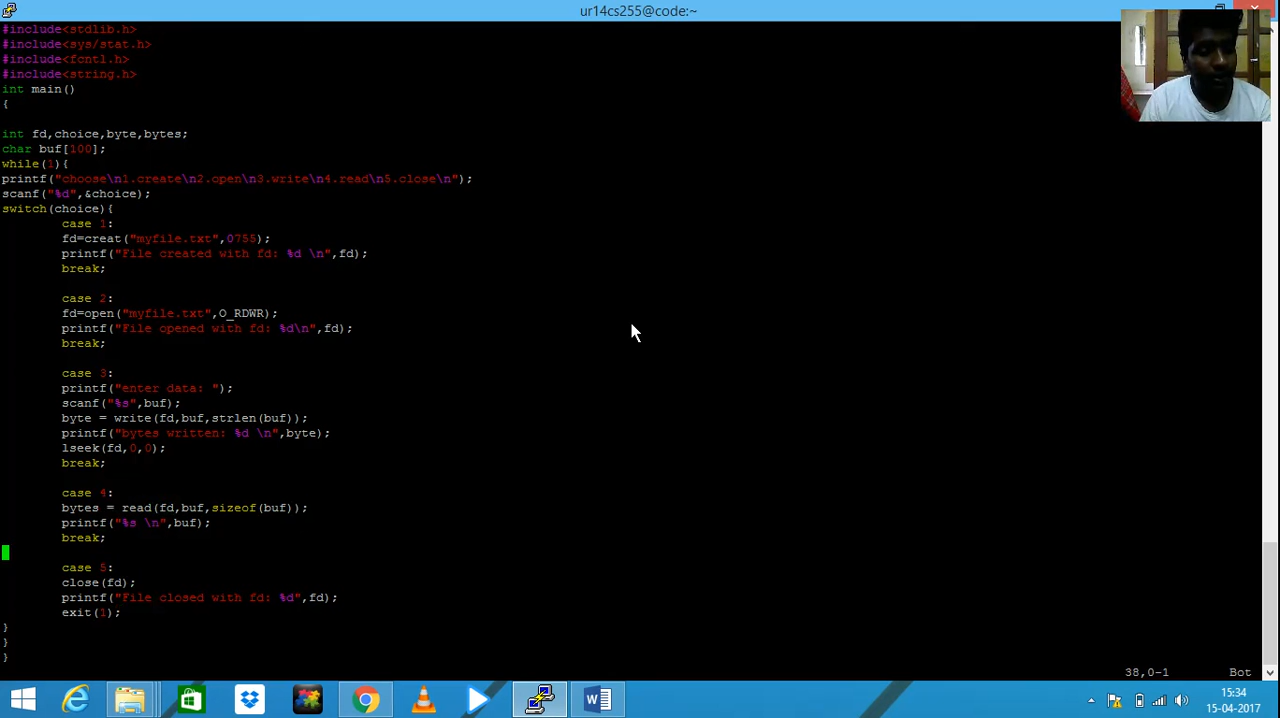 ur14cs255@code:~
#include<stdlib.h>
#include<sys/stat.h>
#include<fcntl.h>
#include<string.h>
int main()
{
int fd,choice,byte,bytes;
char buf[100];
while(1){
printf("choose\n1.create\n2.open\n3.write\n4.read\n5.close\n");
scanf("%d",&choice);
switch(choice){
case 1:
fd=creat("myfile.txt",0755);
printf("File created with fd: %d \n",fd);
break;
case 2:
fd=open("myfile.txt",O_RDWR);
printf("File opened with fd: %d\n",fd);
break;
case 3:
printf("enter data: ");
scanf("%s",buf);
byte = write(fd,buf,strlen(buf));
printf("bytes written: %d \n",byte);
lseek(fd,0,0);
break;
case 4:
bytes = read(fd,buf,sizeof(buf));
printf("%s \n",buf);
break;
case 5:
close(fd);
printf("File closed with fd: %d",fd);
exit(1);
}
}
}
38,0-1 Bot
15:34
15-04-2017